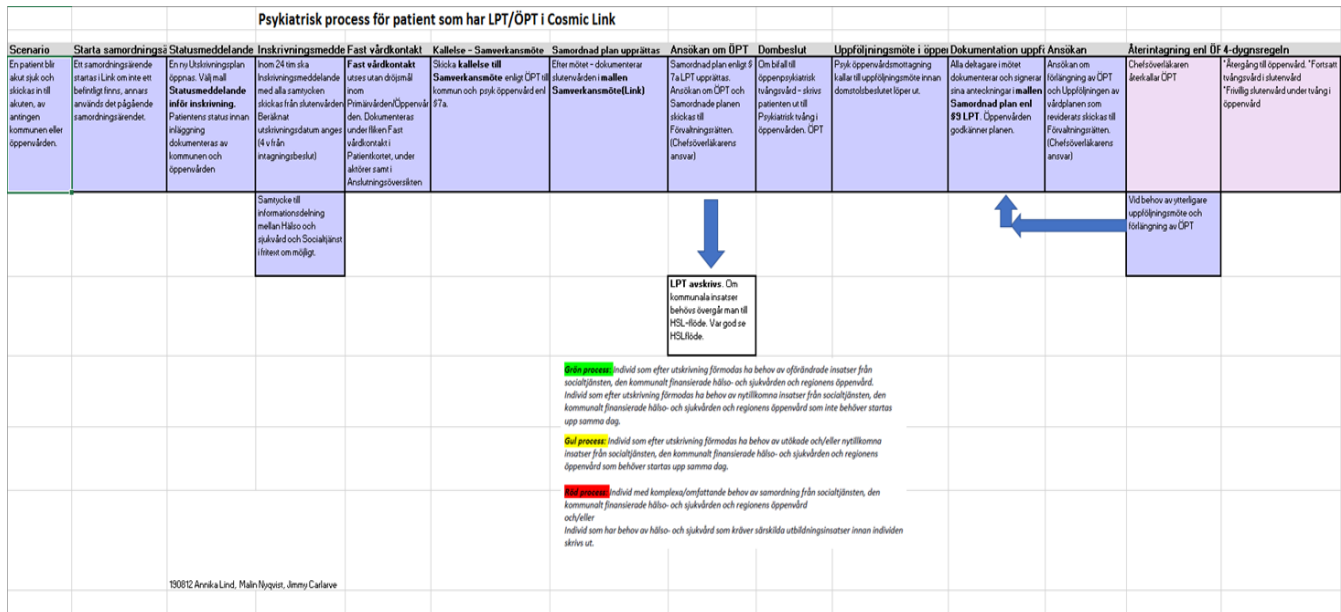 Psykiatrisk process för patient som har LPT/ÖPT i Cosmic Link
Scenario
Starta samordningsä
Statusmeddelande
Inskrivningsmedde
Fast vårdkontakt
Kallelse - Samverkansmöte
Samordnad plan upprättas
Ansökan om ÖPT
Dombeslut
Uppföljningsmöte i öppe
Dokumentation uppfö
Ansökan
Återintagning enl ÖF
4-dygnsregeln
En patient blir
akut sjuk och
skickas in till
akuten, av
antingen
kommunen eller
öppenvården.
Ett samordningsärende
startas i Link om inte ett
befintligt finns, annars
används det pågående
samordningsärendet.
En ny Utskrivningsplan
öppnas. Välj mall
Statusmeddelande
inför inskrivning.
Patientens status innan
inläggning
dokumenteras av
kommunen och
öppenvården
Inom 24 tim ska
Inskrivningsmeddelande
med alla samtycken
skickas från slutenvården
Beräknat
utskrivningsdatum anges
(4 v från
intagningsbeslut)
Fast vårdkontakt
utses utan dröjsmål
inom
Primärvården/Öppenvår
den. Dokumenteras
under fliken Fast
vårdkontakt i
Patientkortet, under
aktörer samt i
Anslutningsöversikten
Skicka kallelse till
Samverkansmöte enligt ÖPT till
kommun och psyk öppenvård enl
§7a.
Efter mötet - dokumenterar
slutenvården i mallen
Samverkansmöte(Link)
Samordnad plan enligt §
7a LPT upprättas.
Ansökan om ÖPT och
Samordnade planen
skickas till
Förvaltningsrätten.
(Chefsöverläkarens
ansvar)
Om bifall till
öppenpsykiatrisk
tvångsvård - skrivs
patienten ut till
Psykiatrisk tvång i
öppenvården. ÖPT
Psyk öppenvårdsmottagning
kallar till uppföljningsmöte innan
domstolsbeslutet löper ut.
Alla deltagare i mötet
dokumenterar och signerar
sina anteckningar i mallen
Samordnad plan enl
§9 LPT. Öppenvården
godkänner planen.
Ansökan om
förlängning av ÖPT
och Uppföljningen av
vårdplanen som
reviderats skickas till
Förvaltningsrätten.
(Chefsöverläkarens
ansvar)
Chefsöverläkaren
återkallar ÖPT
*Återgång till öppenvård. *Fortsatt
tvångsvård i slutenvård
*Frivillig slutenvård under tvång i
öppenvård
Samtycke till
informationsdelning
mellan Hälso och
sjukvård och Socialtjänst
i fritext om möjligt.
Vid behov av ytterligare
uppföljningsmöte och
förlängning av ÖPT
LPT avskrivs. Om
kommunala insatser
behövs övergår man till
HSL-flöde. Var god se
HSLflöde.
Grön process: Individ som efter utskrivning förmodas ha behov av oförändrade insatser från
socialtjänsten, den kommunalt finansierade hälso- och sjukvården och regionens öppenvård.
Individ som efter utskrivning förmodas ha behov av nytillkomna insatser från socialtjänsten, den
kommunalt finansierade hälso- och sjukvården och regionens öppenvård som inte behöver startas
upp samma dag.
Gul process: Individ som efter utskrivning förmodas ha behov av utökade och/eller nytillkomna
insatser från socialtjänsten, den kommunalt finansierade hälso- och sjukvården och regionens
öppenvård som behöver startas upp samma dag.
Röd process: Individ med komplexa/omfattande behov av samordning från socialtjänsten, den
kommunalt finansierade hälso- och sjukvården och regionens öppenvård
och/eller
Individ som har behov av hälso- och sjukvård som kräver särskilda utbildningsinsatser innan individen
skrivs ut.
190812 Annika Lind, Malin Nyqvist, Jimmy Carlarve